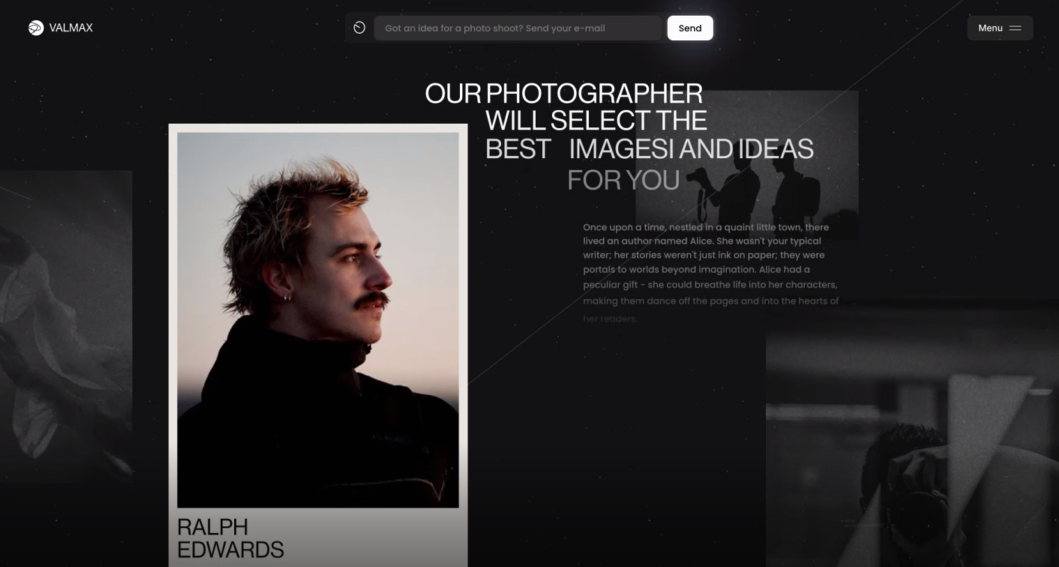 VALMAX
Got an idea for a photo shoot? Send your e-mail
Send
Menu
OUR PHOTOGRAPHER
WILL SELECT THE
BEST IMAGESI AND IDEAS
FOR YOU
Once upon a time, nestled in a quaint little town, there
lived an author named Alice. She wasn't your typical
writer; her stories weren't just ink on paper; they were
portals to worlds beyond imagination. Alice had a
peculiar gift - she could breathe life into her characters,
making them dance off the pages and into the hearts of
her readers.
RALPH
EDWARDS